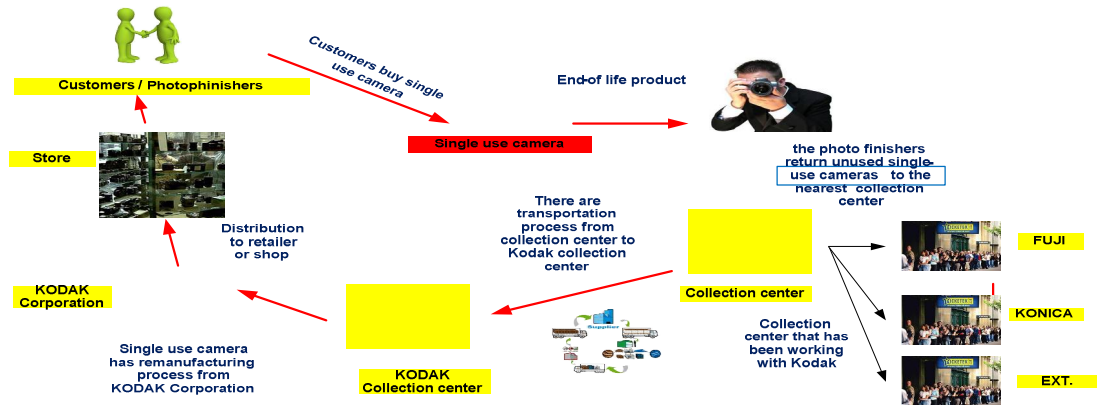 Customers / Photophinishers
Customers buy single
use camera
End-of life product
Single use camera
Store
the photo finishers
return unused single-
use cameras to the
nearest collection
center
There are
transportation
process from
collection center to
Kodak collection
center
Distribution
to retailer
or shop
FUJI
KODAK
Corporation
Collection center
KONICA
Supplier
Collection
center that has
been working
with Kodak
Single use camera
has remanufacturing
process from
KODAK Corporation
KODAK
Collection center
EXT.